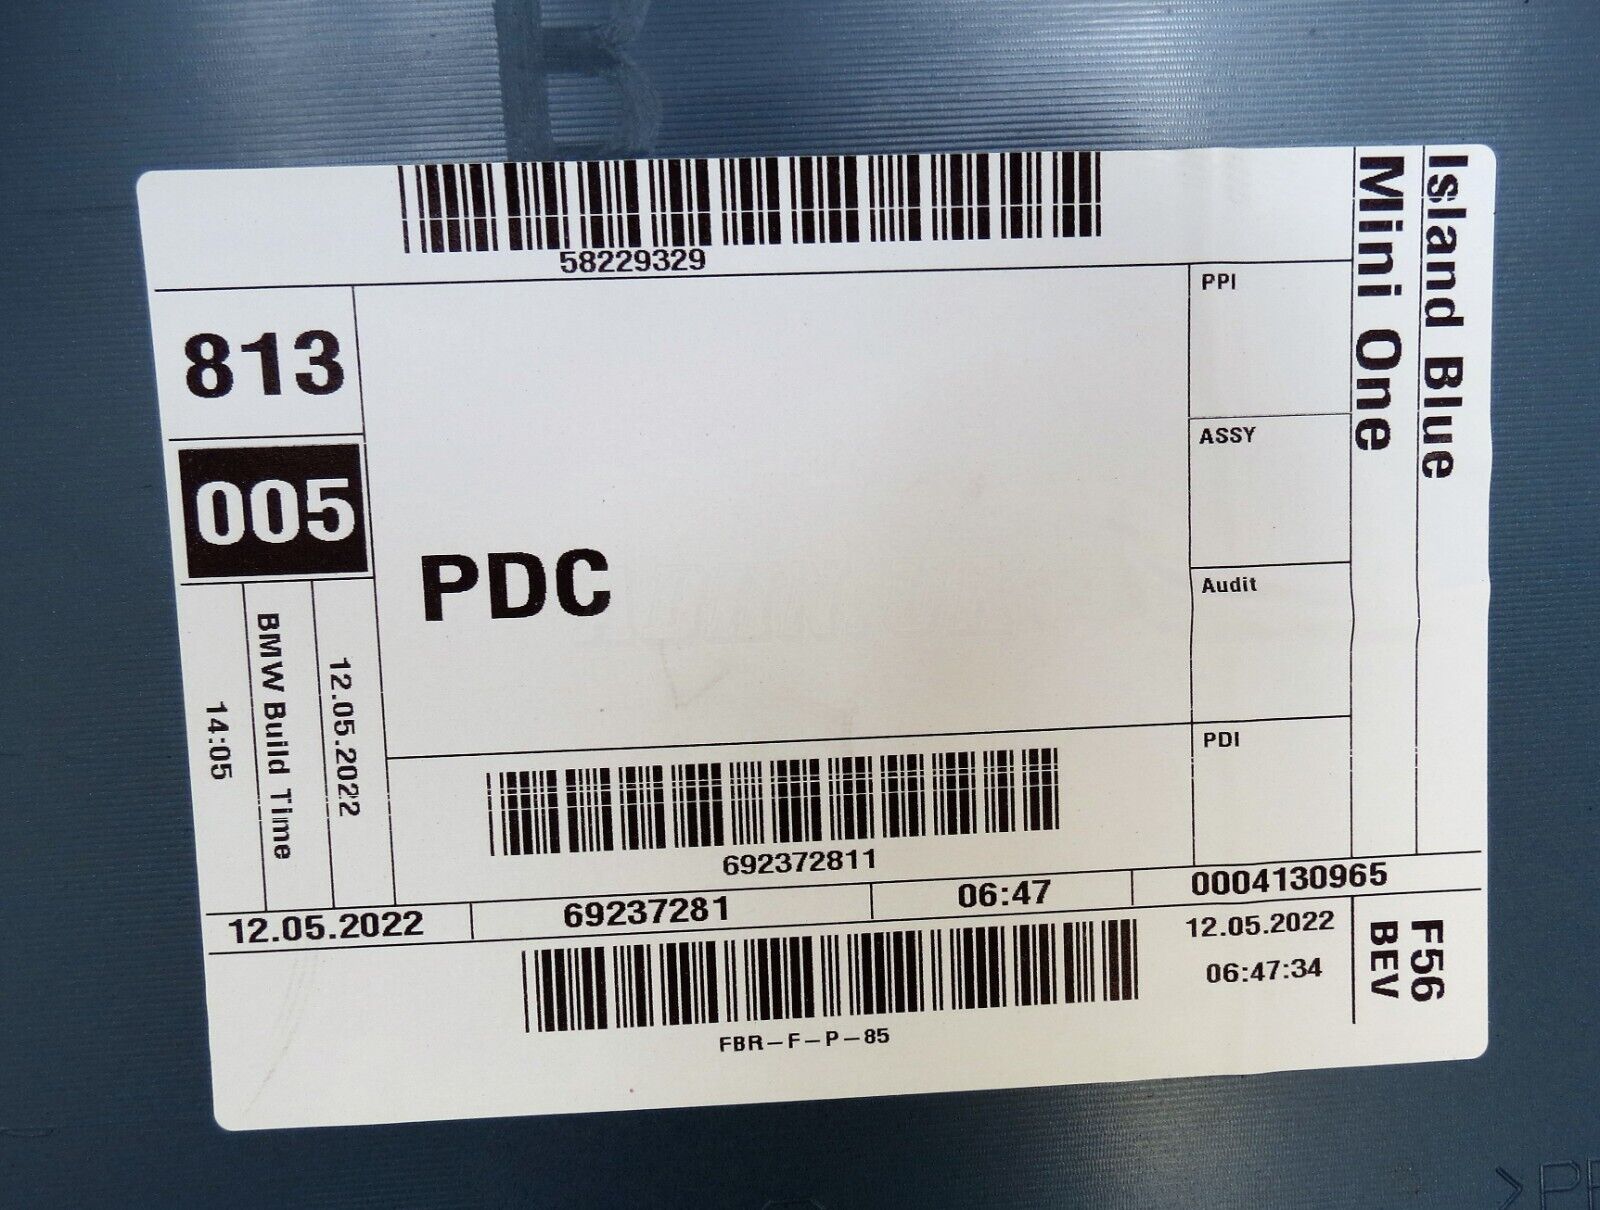 58229329
813
005
PDC
PPI
ASSY
Audit
PDI
Island Blue
Mini One
12.05.2022
BMW Build Time
14:05
692372811
12.05.2022
69237281
06:47
0004130965
12.05.2022
06:47:34
F56
BEV
FBR-F-P-85